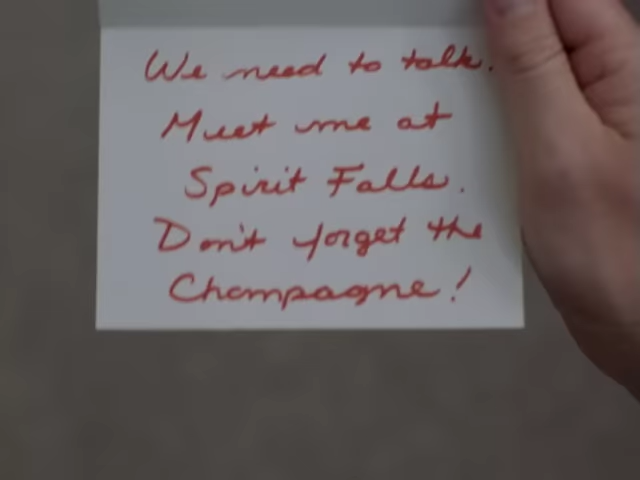 We need to talk.
Meet me at
Spirit Falls.
Don't forget the
Champagne!